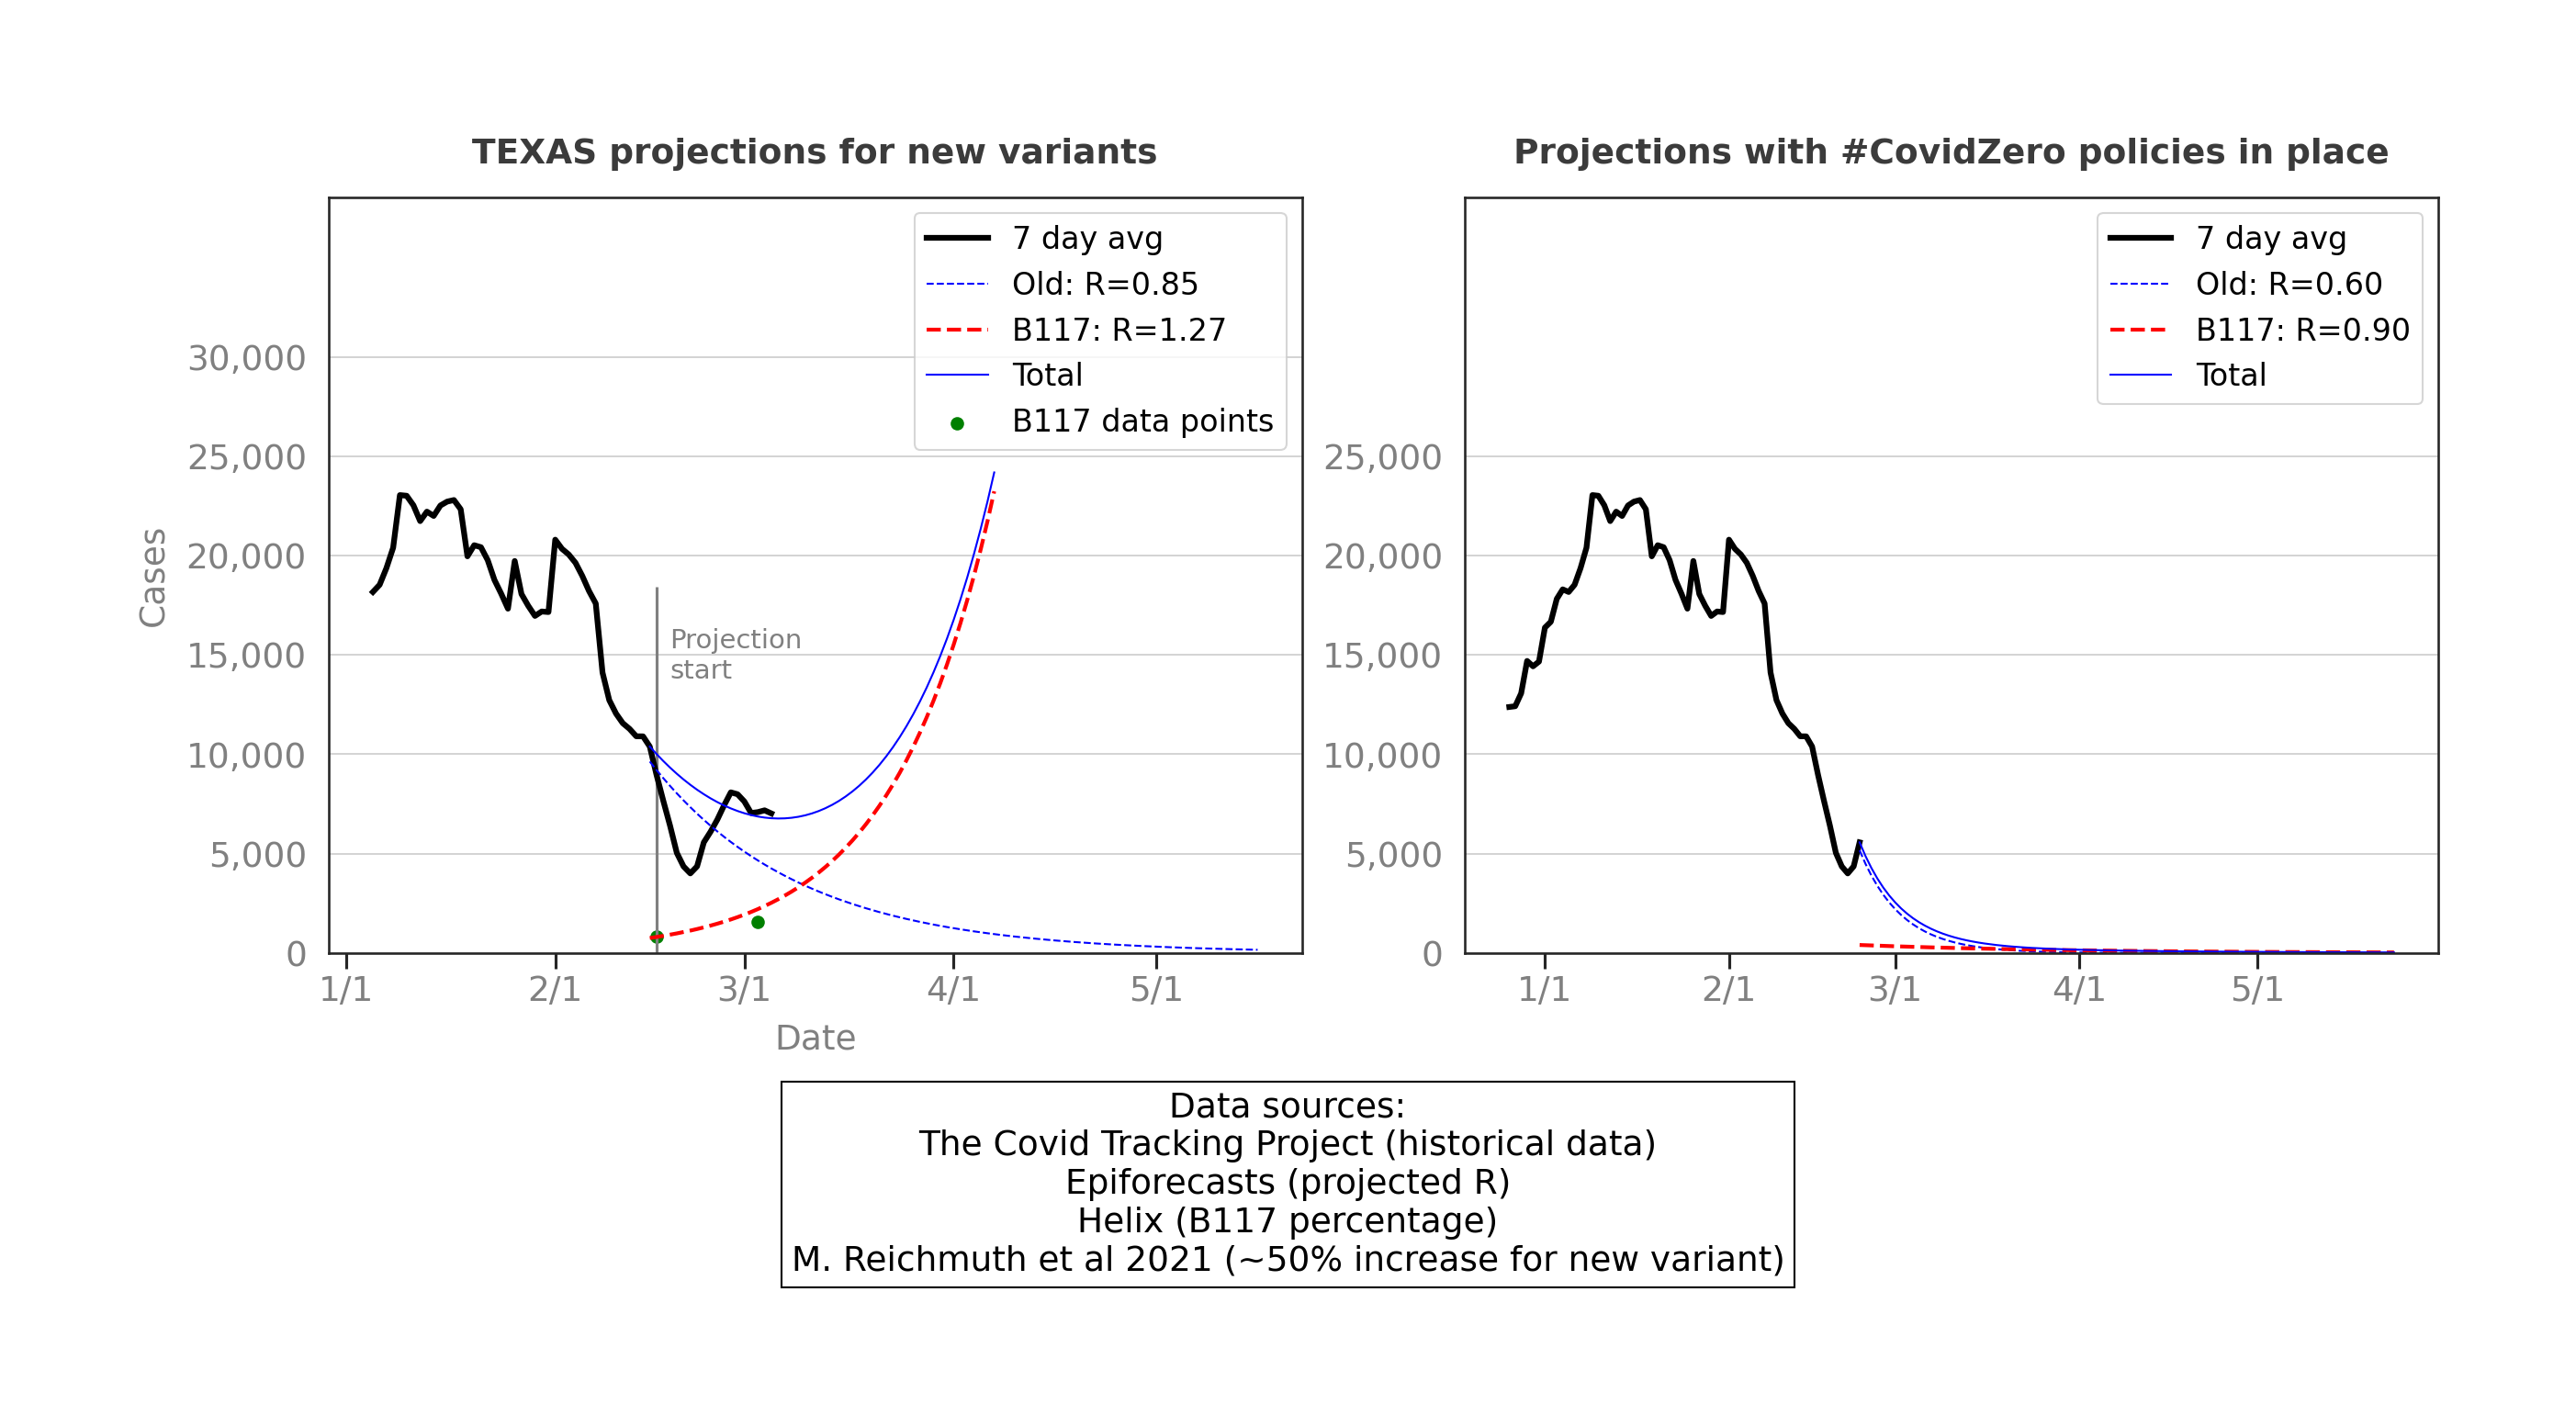 TEXAS projections for new variants
7 day avg
Old: R=0.85
B117: R=1.27
Total
B117 data points
30,000
25,000
20,000
15,000
10,000
5,000
0
Cases
Projection
start
1/1
2/1
3/1
4/1
5/1
Date
Projections with #CovidZero policies in place
7 day avg
Old: R=0.60
B117: R=0.90
Total
25,000
20,000
15,000
10,000
5,000
0
1/1
2/1
3/1
4/1
5/1
Data sources:
The Covid Tracking Project (historical data)
Epiforecasts (projected R)
Helix (B117 percentage)
M. Reichmuth et al 2021 (~50% increase for new variant)